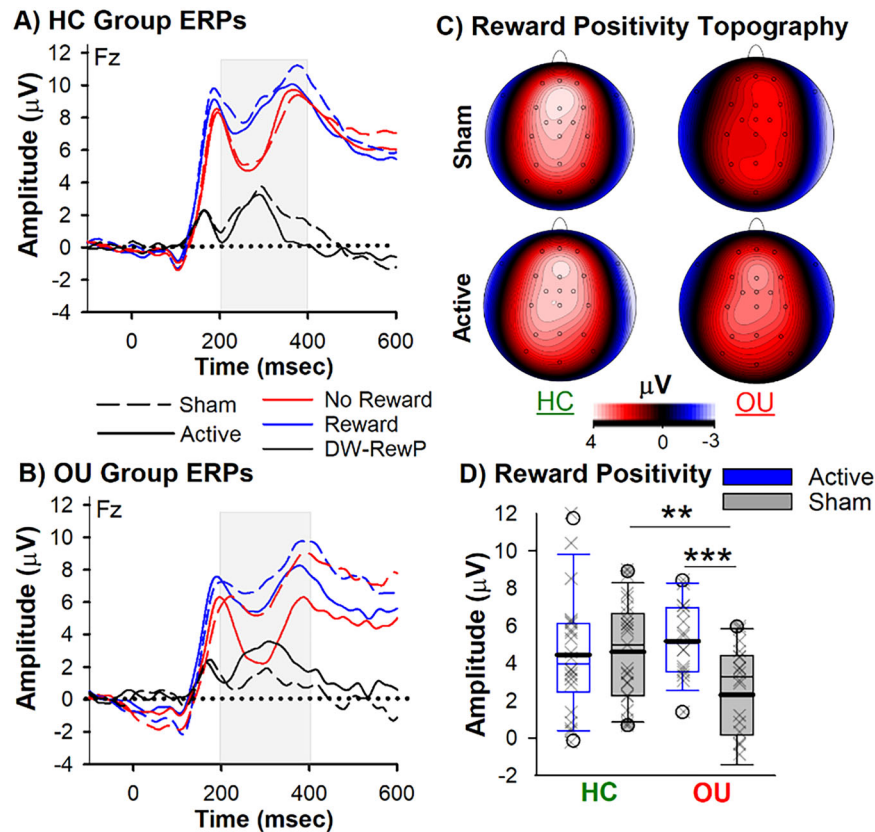 A) HC Group ERPs
Fz
12
10
8
6
4
2
0
-2
-4
Amplitude (μV)
0 200 400 600
Time (msec)
Sham
Active
No Reward
Reward
DW-RewP
B) OU Group ERPs
Fz
12
10
8
6
4
2
0
-2
-4
Amplitude (μV)
0 200 400 600
Time (msec)
C) Reward Positivity Topography
Sham
Active
μV
HC
OU
4 0 -3
D) Reward Positivity
Active
Sham
**
***
12
10
8
6
4
2
0
-2
Amplitude (μV)
HC OU